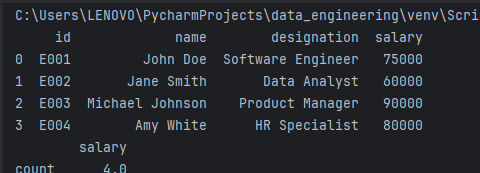 C:\Users\LENOVO\PycharmProjects\data_engineering\venv\Scri
id name designation salary
0 E001 John Doe Software Engineer 75000
1 E002 Jane Smith Data Analyst 60000
2 E003 Michael Johnson Product Manager 90000
3 E004 Amy White HR Specialist 80000
salary
count 4.0